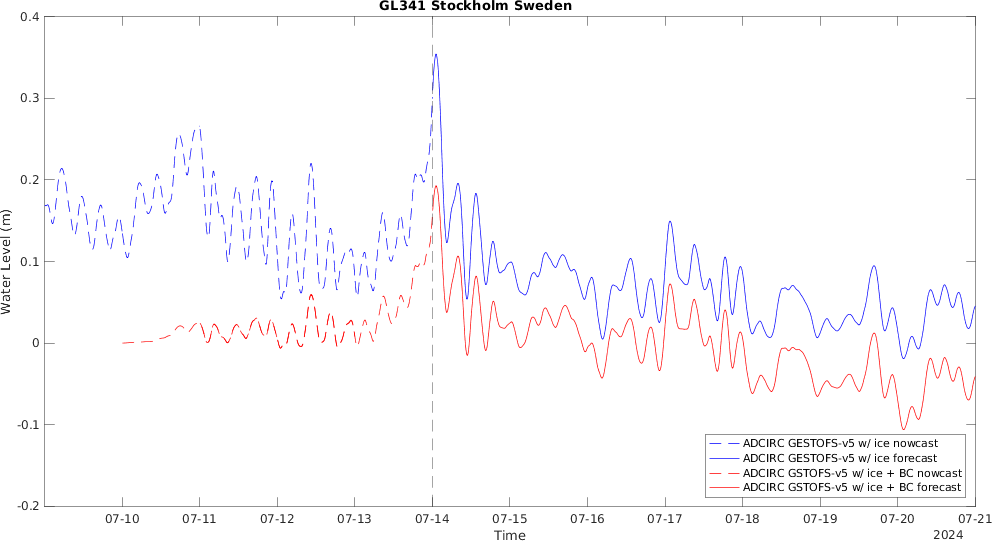 GL341 Stockholm Sweden
0.4
0.3
0.2
0.1
0
-0.1
-0.2
Water Level (m)
ADCIRC GESTOFS-v5 w/ ice nowcast
ADCIRC GESTOFS-v5 w/ ice forecast
ADCIRC GSTOFS-v5 w/ ice + BC nowcast
ADCIRC GSTOFS-v5 w/ ice + BC forecast
07-10 07-11 07-12 07-13 07-14 07-15 07-16 07-17 07-18 07-19 07-20 07-21
Time
2024